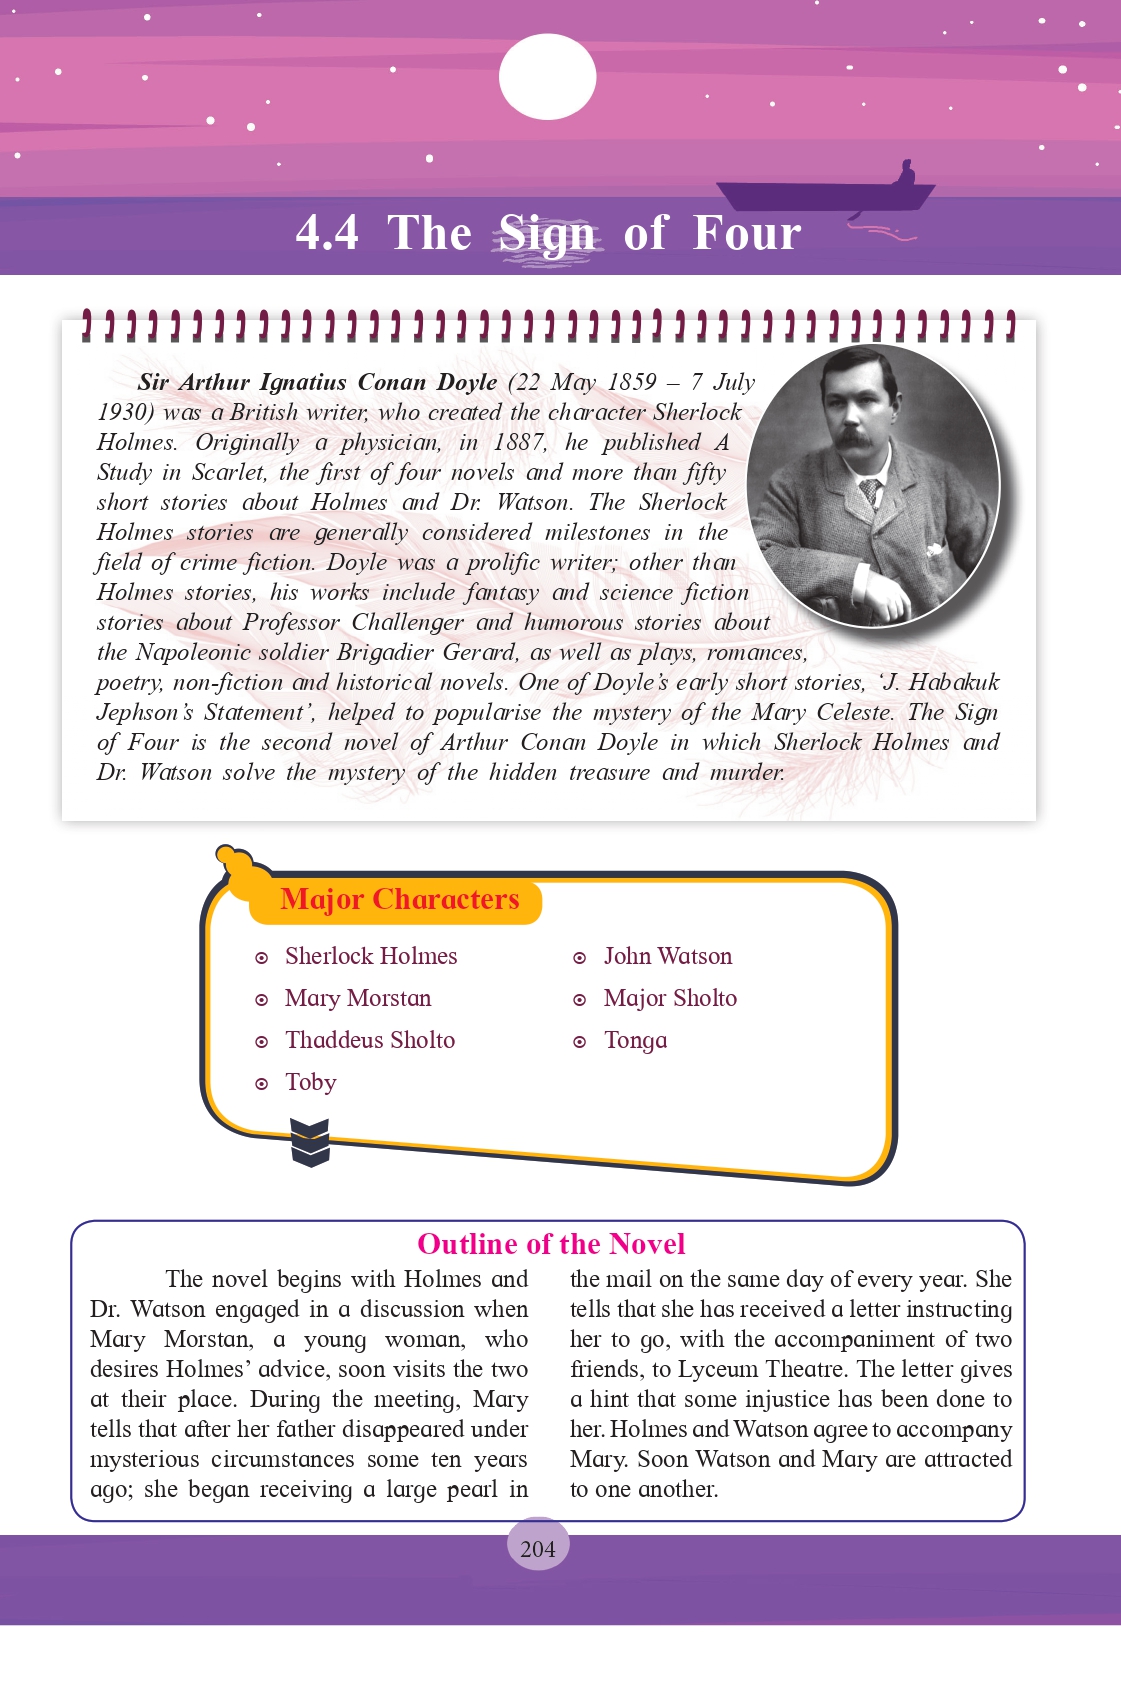 4.4 The Sign of Four
Sir Arthur Ignatius Conan Doyle (22 May 1859 – 7 July
1930) was a British writer, who created the character Sherlock
Holmes. Originally a physician, in 1887, he published A
Study in Scarlet, the first of four novels and more than fifty
short stories about Holmes and Dr. Watson. The Sherlock
Holmes stories are generally considered milestones in the
field of crime fiction. Doyle was a prolific writer; other than
Holmes stories, his works include fantasy and science fiction
stories about Professor Challenger and humorous stories about
the Napoleonic soldier Brigadier Gerard, as well as plays, romances,
poetry, non-fiction and historical novels. One of Doyle’s early short stories, ‘J. Habakuk
Jephson’s Statement’, helped to popularise the mystery of the Mary Celeste. The Sign
of Four is the second novel of Arthur Conan Doyle in which Sherlock Holmes and
Dr. Watson solve the mystery of the hidden treasure and murder.
Major Characters
Sherlock Holmes
John Watson
Mary Morstan
Major Sholto
Thaddeus Sholto
Tonga
Toby
Outline of the Novel
The novel begins with Holmes and
Dr. Watson engaged in a discussion when
Mary Morstan, a young woman, who
desires Holmes’ advice, soon visits the two
at their place. During the meeting, Mary
tells that after her father disappeared under
mysterious circumstances some ten years
ago; she began receiving a large pearl in
the mail on the same day of every year. She
tells that she has received a letter instructing
her to go, with the accompaniment of two
friends, to Lyceum Theatre. The letter gives
a hint that some injustice has been done to
her. Holmes and Watson agree to accompany
Mary. Soon Watson and Mary are attracted
to one another.
204